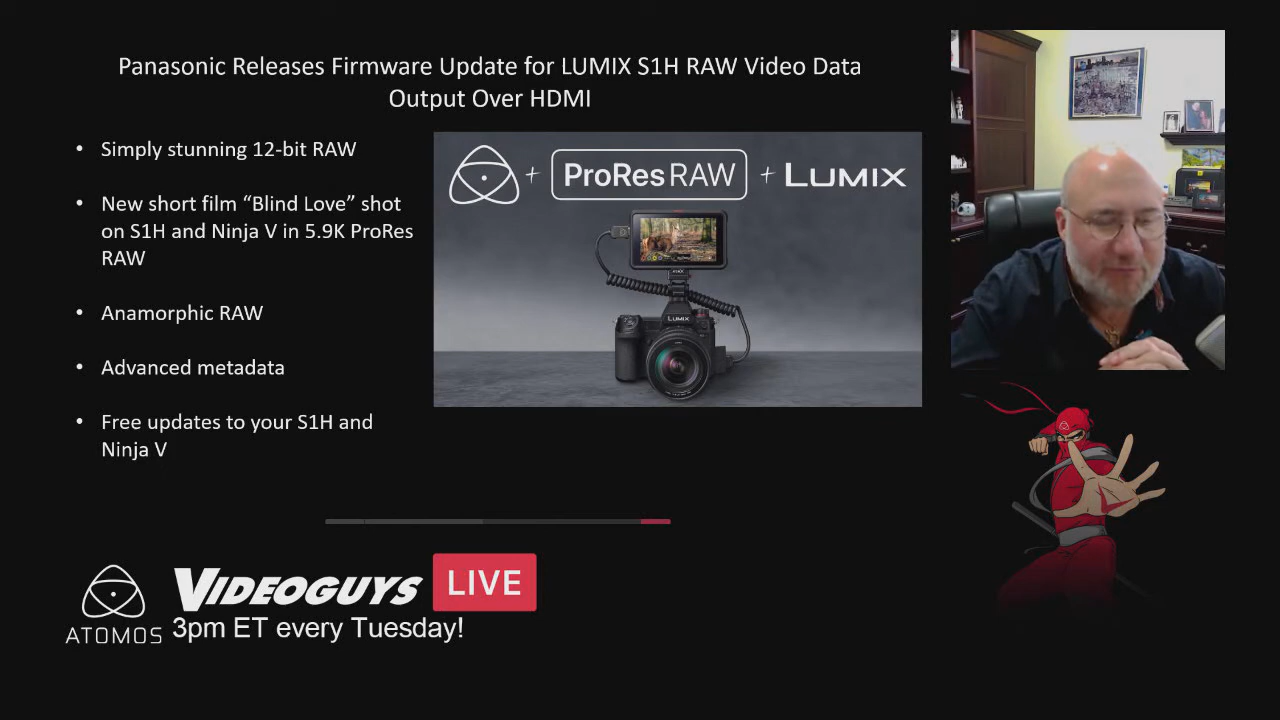 Panasonic Releases Firmware Update for LUMIX S1H RAW Video Data
Output Over HDMI
• Simply stunning 12-bit RAW
• New short film “Blind Love” shot
on S1H and Ninja V in 5.9K ProRes
RAW
• Anamorphic RAW
• Advanced metadata
• Free updates to your S1H and
Ninja V
+ ProRes RAW + LUMIX
LUMIX
VIDEOGUYS LIVE
ATOMOS 3pm ET every Tuesday!